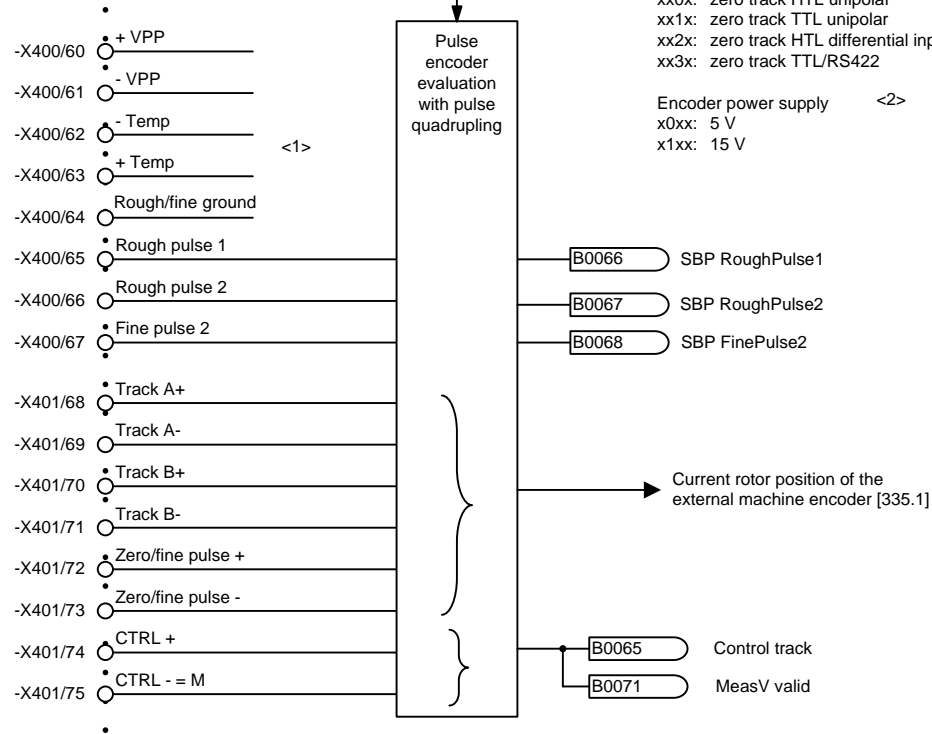 xx0x: zero track HTL unipolar
xx1x: zero track TTL unipolar
xx2x: zero track HTL differential
xx3x: zero track TTL/RS422
Encoder power supply <2>
x0xx: 5 V
x1xx: 15 V
Pulse
encoder
evaluation
with pulse
quadrupling
-X400/60 + VPP
-X400/61 - VPP
-X400/62 - Temp
<1>
-X400/63 + Temp
-X400/64 Rough/fine ground
-X400/65 Rough pulse 1
B0066 SBP RoughPulse1
-X400/66 Rough pulse 2
B0067 SBP RoughPulse2
-X400/67 Fine pulse 2
B0068 SBP FinePulse2
-X401/68 Track A+
-X401/69 Track A-
-X401/70 Track B+
-X401/71 Track B-
Current rotor position of the
external machine encoder [335.1]
-X401/72 Zero/fine pulse +
-X401/73 Zero/fine pulse -
-X401/74 CTRL +
B0065 Control track
-X401/75 CTRL - = M
B0071 MeasV valid